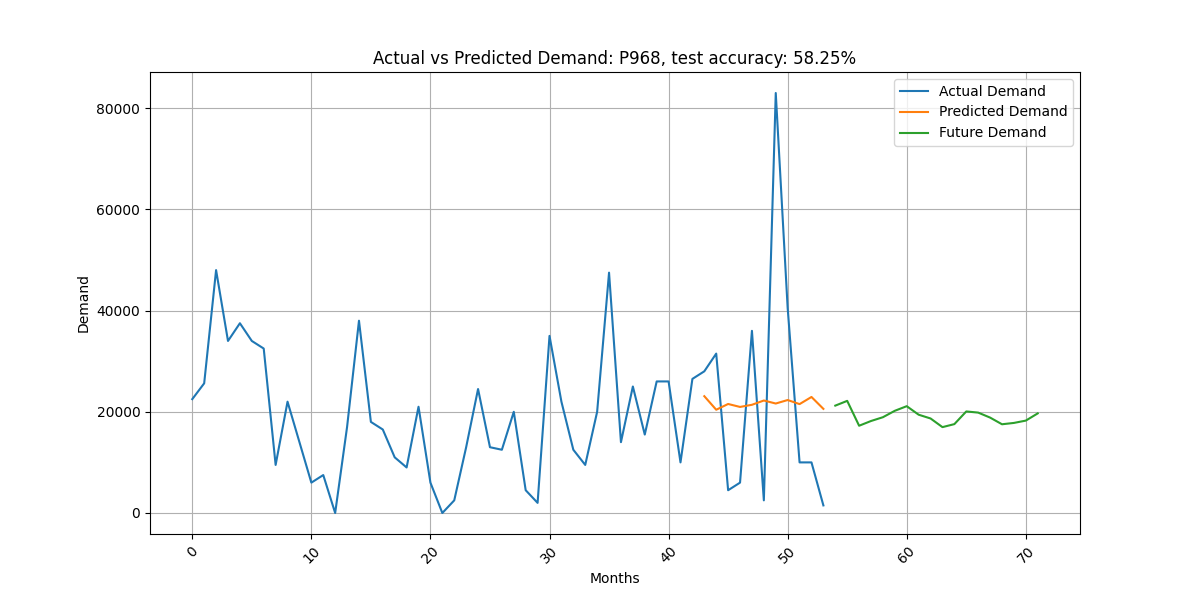 Actual vs Predicted Demand: P968, test accuracy: 58.25%
Actual Demand
Predicted Demand
Future Demand
80000
60000
40000
20000
0
Demand
0
10
20
30
40
50
60
70
Months